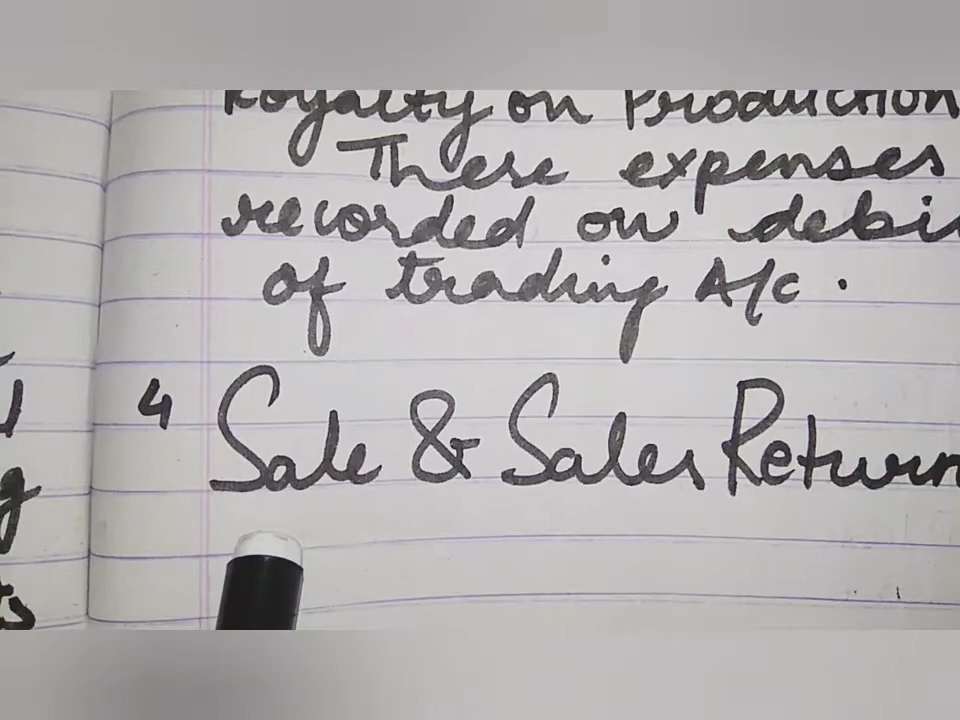 Royalty on Production
These expenses
recorded on debi
of trading A/c .
4 Sale & Sales Return